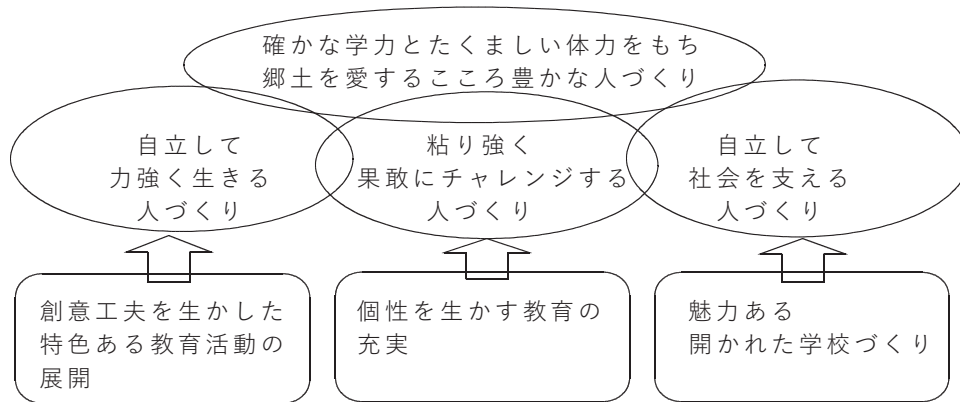 確かな学力とたくましい体力をもち
郷土を愛するこころ豊かな人づくり
自立して
力強く生きる
人づくり
粘り強く
果敢にチャレンジする
人づくり
自立して
社会を支える
人づくり
創意工夫を生かした
特色ある教育活動の
展開
個性を生かす教育の
充実
魅力ある
開かれた学校づくり